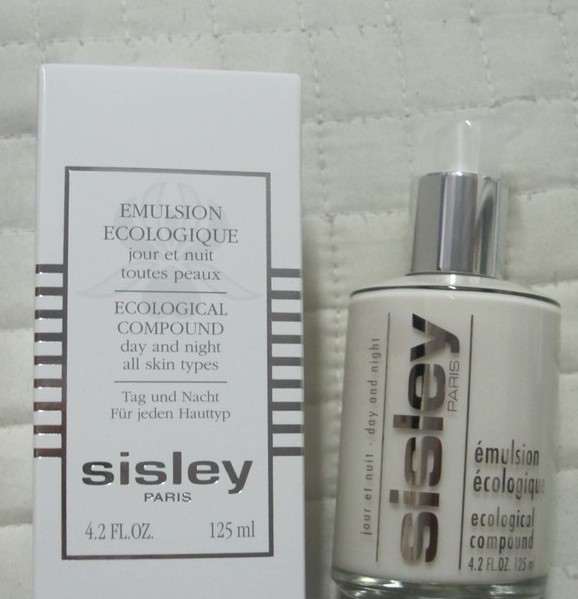 EMULSION
ECOLOGIQUE
jour et nuit
toutes peaux
ECOLOGICAL
COMPOUND
day and night
all skin types
Tag und Nacht
Für jeden Hauttyp
sisley
PARIS
4.2 FL.OZ. 125 ml
jour et nuit - day and night
sisley
PARIS
émulsion
écologique
ecological
compound
4.2 FL.OZ. 125 ml